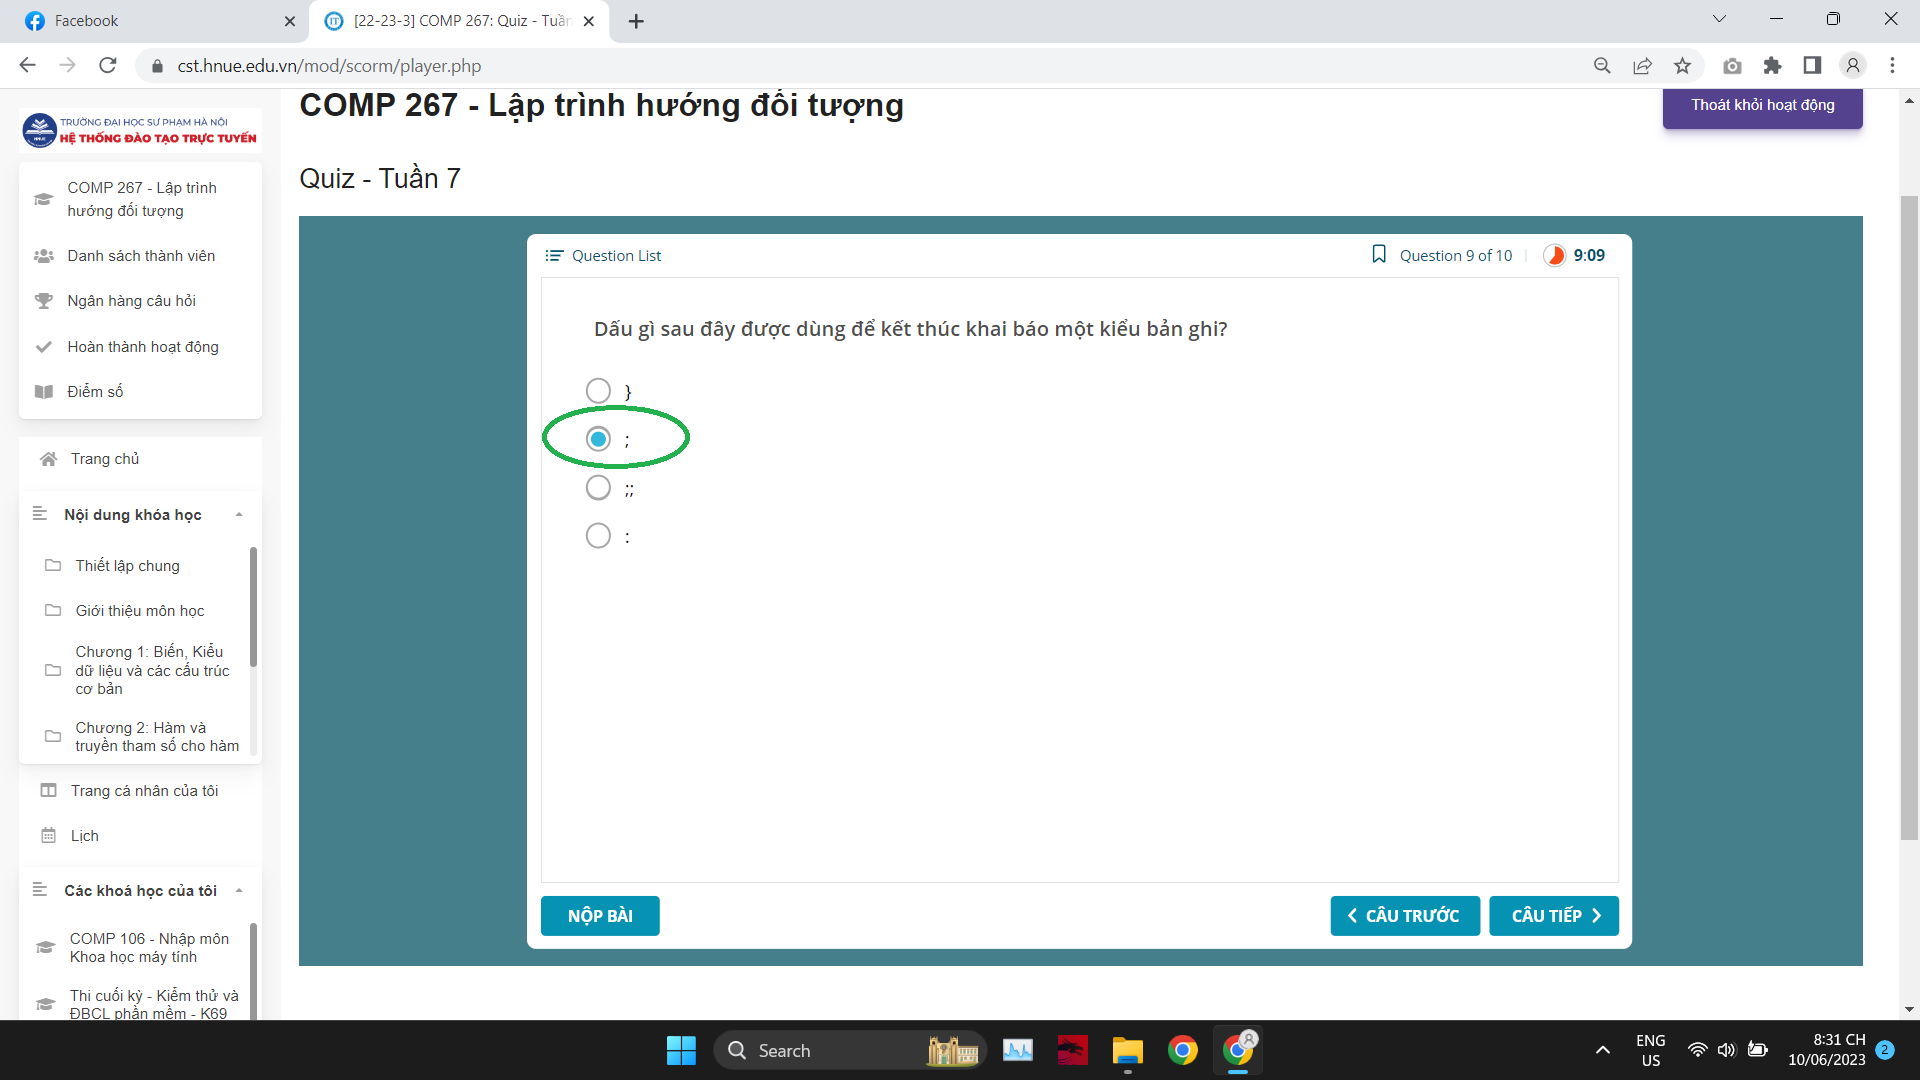 Facebook
[22-23-3] COMP 267: Quiz - Tuần
cst.hnue.edu.vn/mod/scorm/player.php
TRƯỜNG ĐẠI HỌC SƯ PHẠM HÀ NỘI
HỆ THỐNG ĐÀO TẠO TRỰC TUYẾN
COMP 267 - Lập trình
hướng đối tượng
Danh sách thành viên
Ngân hàng câu hỏi
Hoàn thành hoạt động
Điểm số
Trang chủ
Nội dung khóa học
Thiết lập chung
Giới thiệu môn học
Chương 1: Biến, Kiểu
dữ liệu và các cấu trúc
cơ bản
Chương 2: Hàm và
truyền tham số cho hàm
Trang cá nhân của tôi
Lịch
Các khoá học của tôi
COMP 106 - Nhập môn
Khoa học máy tính
Thi cuối kỳ - Kiểm thử và
ĐBCL phần mềm - K69
COMP 267 - Lập trình hướng đối tượng
Thoát khỏi hoạt động
Quiz - Tuần 7
Question List
Question 9 of 10
9:09
Dấu gì sau đây được dùng để kết thúc khai báo một kiểu bản ghi?
}
;
;;
:
NỘP BÀI
CÂU TRƯỚC
CÂU TIẾP
Search
ENG
US
8:31 CH
10/06/2023
2